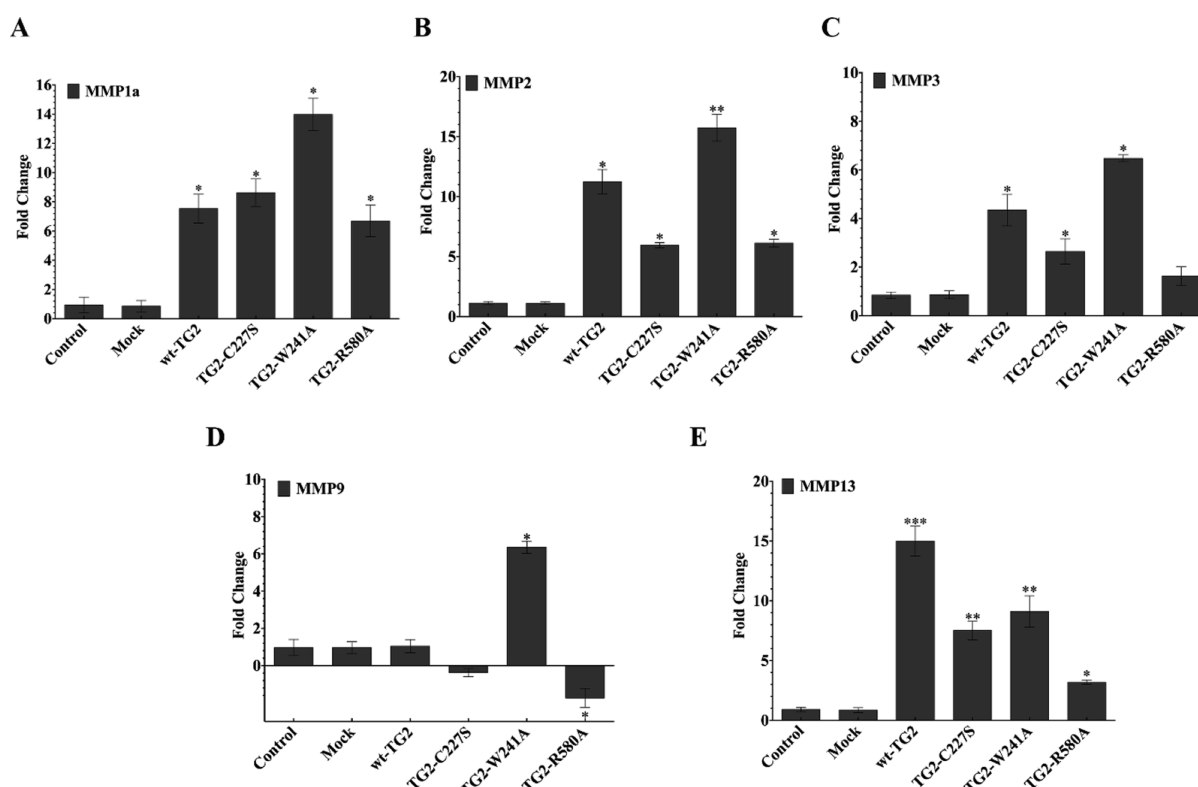 A
MMP1a
Fold Change
16
14
12
10
8
6
4
2
1
0
* * * *
Control
Mock
wt-TG2
TG2-C227S
TG2-W241A
TG2-R580A
B
MMP2
Fold Change
20
15
10
5
0
* * ** *
Control
Mock
wt-TG2
TG2-C227S
TG2-W241A
TG2-R580A
C
MMP3
Fold Change
10
8
6
4
2
1
0
* * *
Control
Mock
wt-TG2
TG2-C227S
TG2-W241A
TG2-R580A
D
MMP9
Fold Change
10
8
6
4
2
1
0
*
*
Control
Mock
wt-TG2
TG2-C227S
TG2-W241A
TG2-R580A
E
MMP13
Fold Change
20
15
10
5
0
*** ** ** *
Control
Mock
wt-TG2
TG2-C227S
TG2-W241A
TG2-R580A